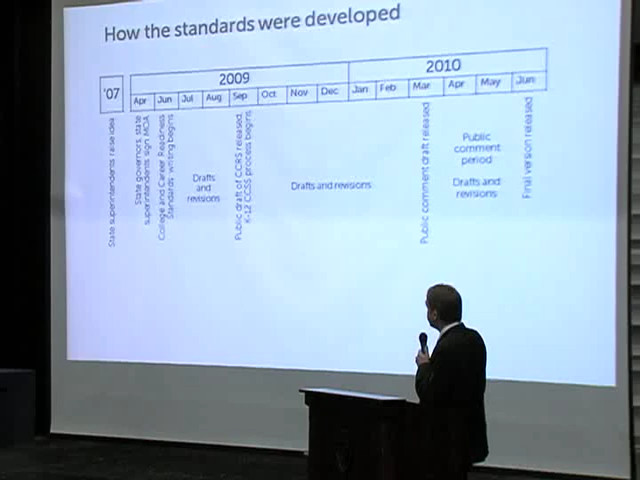 How the standards were developed
'07
2009
2010
Apr Jun Jul Aug Sep Oct Nov Dec Jan Feb Mar Apr May Jun
State superintendents raise idea
State governors, state
superintendents sign MOA
College and Career Readiness
Standards writing begins
Drafts
and
revisions
Public draft of CCRS released
K-12 CCSS process begins
Drafts and revisions
Public comment draft released
Public
comment
period
Drafts and
revisions
Final version released